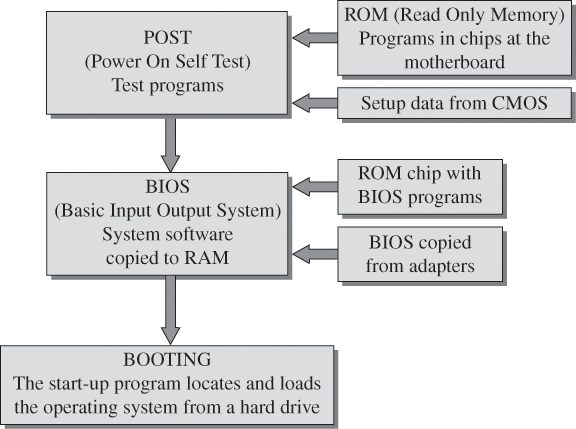 POST
(Power On Self Test)
Test programs
ROM (Read Only Memory)
Programs in chips at the
motherboard
Setup data from CMOS
BIOS
(Basic Input Output System)
System software
copied to RAM
ROM chip with
BIOS programs
BIOS copied
from adapters
BOOTING
The start-up program locates and loads
the operating system from a hard drive